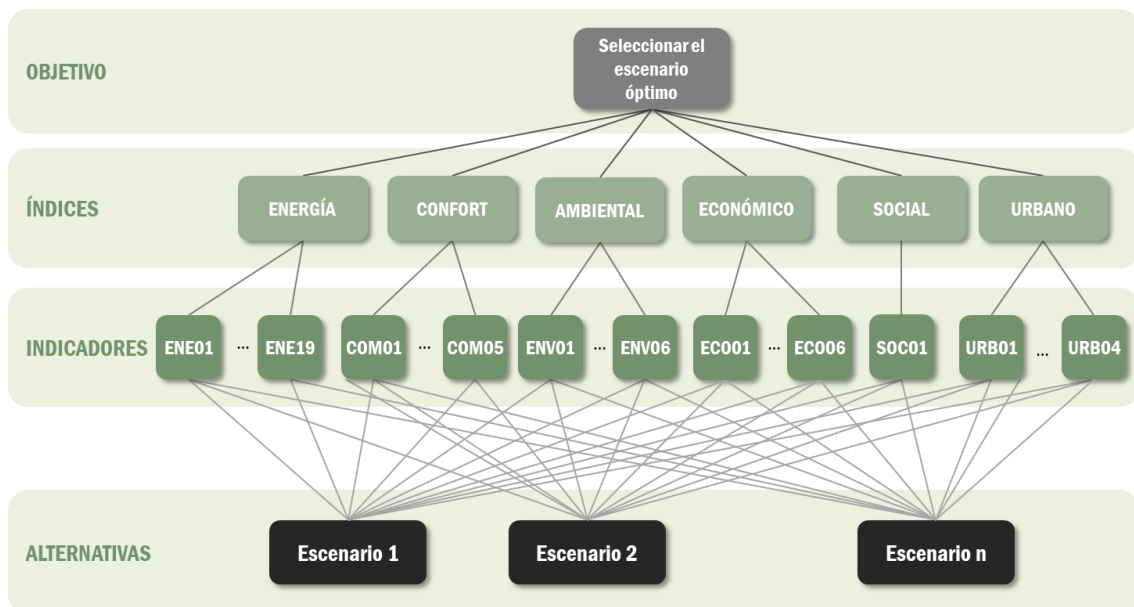 OBJETIVO
Seleccionar el
escenario
óptimo
ÍNDICES
ENERGÍA
CONFORT
AMBIENTAL
ECONÓMICO
SOCIAL
URBANO
INDICADORES
ENE01
...
ENE19
COM01
...
COM05
ENV01
...
ENV06
ECO01
...
ECO06
SOC01
URB01
...
URB04
ALTERNATIVAS
Escenario 1
Escenario 2
Escenario n